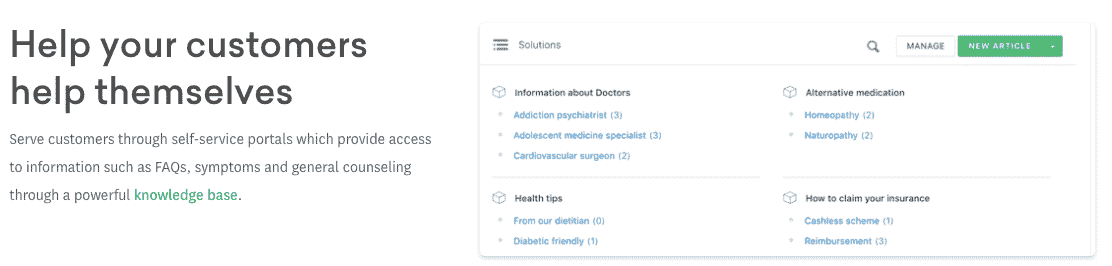 Help your customers
help themselves
Serve customers through self-service portals which provide access
to information such as FAQs, symptoms and general counseling
through a powerful knowledge base.
Solutions
MANAGE
NEW ARTICLE
Information about Doctors
Addiction psychiatrist (3)
Adolescent medicine specialist (3)
Cardiovascular surgeon (2)
Alternative medication
Homeopathy (2)
Naturopathy (2)
Health tips
From our dietitian (0)
Diabetic friendly (1)
How to claim your insurance
Cashless scheme (1)
Reimbursement (3)